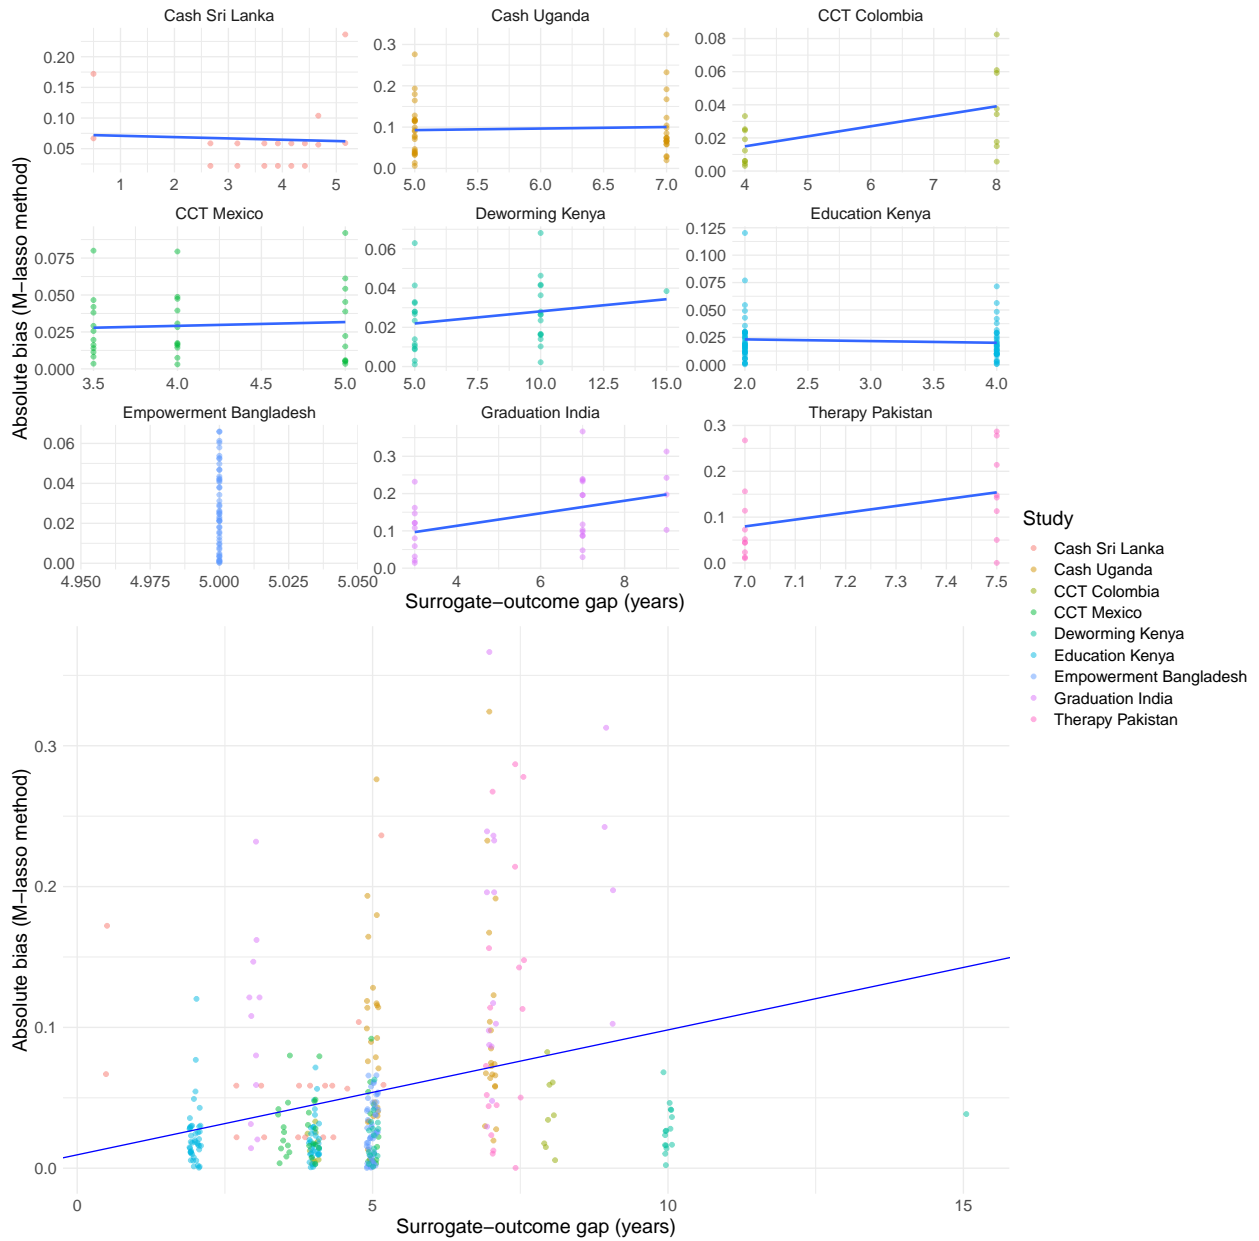 Cash Sri Lanka
Cash Uganda
CCT Colombia
0.20
0.15
0.10
0.05
1 2 3 4 5
0.3
0.2
0.1
0.0
5.0 5.5 6.0 6.5 7.0
0.08
0.06
0.04
0.02
0.00
4 5 6 7 8
CCT Mexico
Deworming Kenya
Education Kenya
0.075
0.050
0.025
0.000
3.5 4.0 4.5 5.0
0.06
0.04
0.02
0.00
5.0 7.5 10.0 12.5 15.0
0.125
0.100
0.075
0.050
0.025
0.000
2.0 2.5 3.0 3.5 4.0
Empowerment Bangladesh
Graduation India
Therapy Pakistan
0.06
0.04
0.02
0.00
4.950 4.975 5.000 5.025 5.050
0.3
0.2
0.1
0.0
4 6 8
0.3
0.2
0.1
0.0
7.0 7.1 7.2 7.3 7.4 7.5
Absolute bias (M−lasso method)
Surrogate−outcome gap (years)
Study
Cash Sri Lanka
Cash Uganda
CCT Colombia
CCT Mexico
Deworming Kenya
Education Kenya
Empowerment Bangladesh
Graduation India
Therapy Pakistan
Absolute bias (M−lasso method)
0.3
0.2
0.1
0.0
0 5 10 15
Surrogate−outcome gap (years)